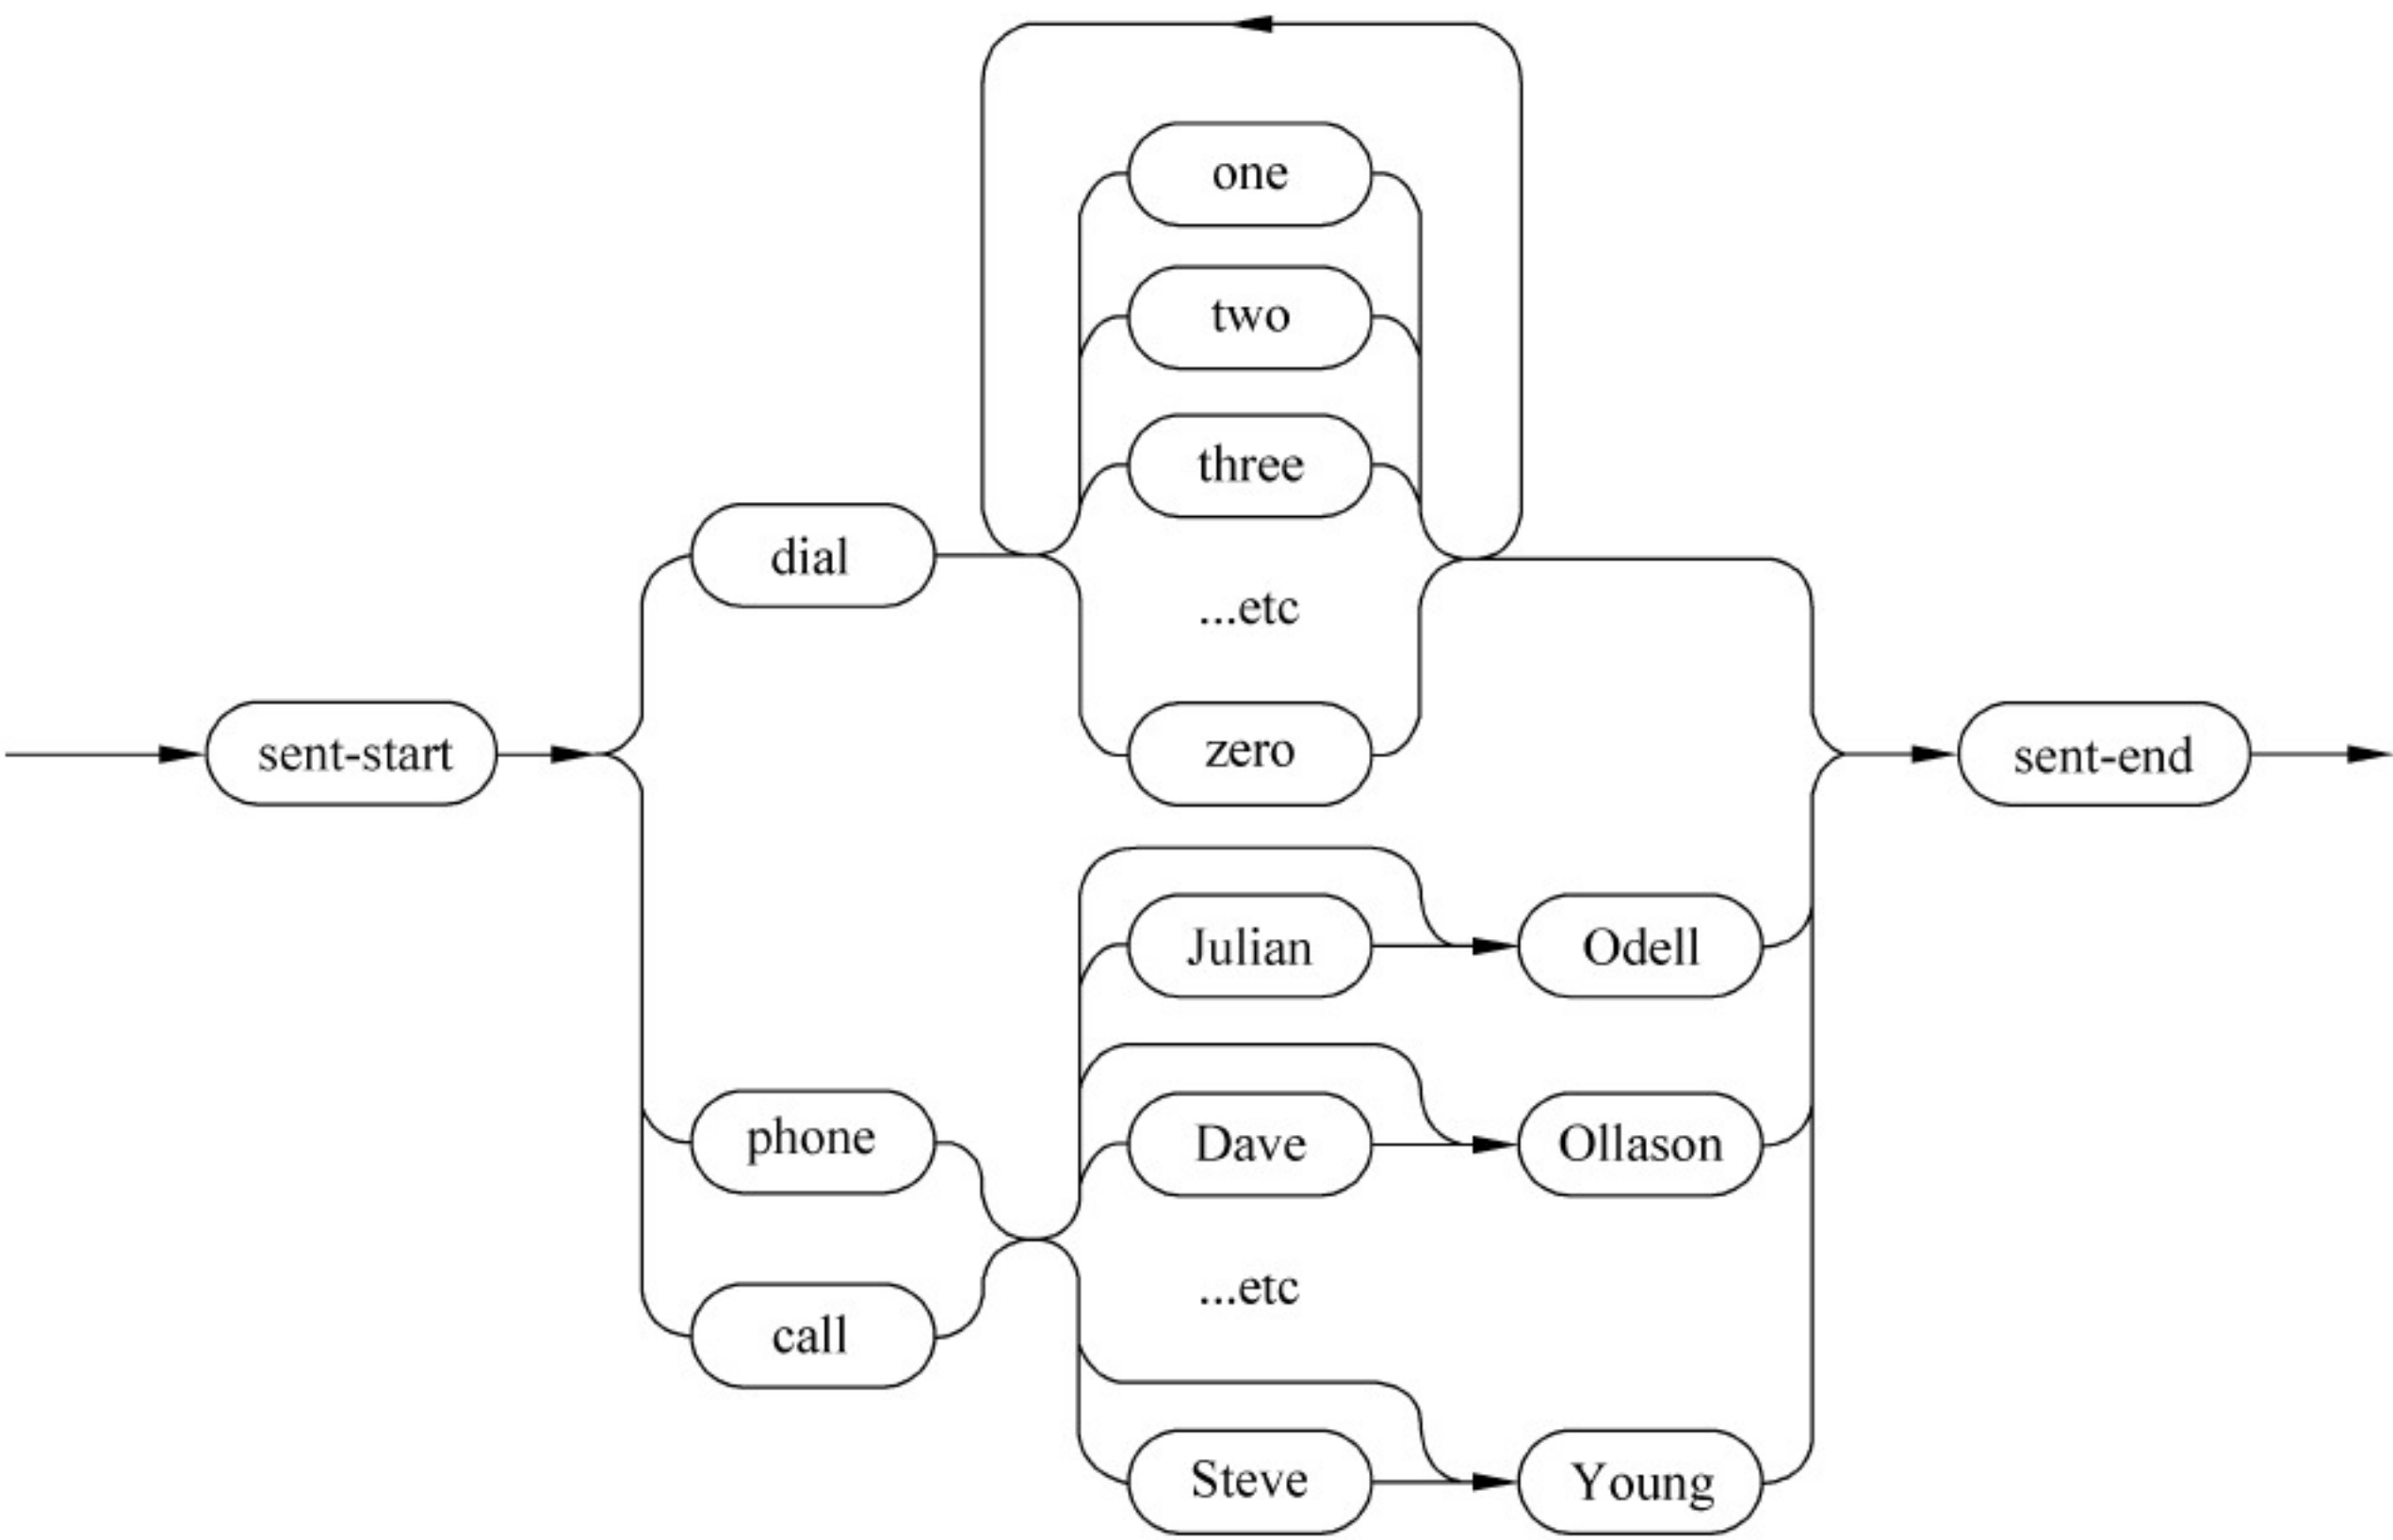 one
two
three
dial
...etc
sent-start
zero
sent-end
Julian
Odell
phone
Dave
Ollason
...etc
call
Steve
Young